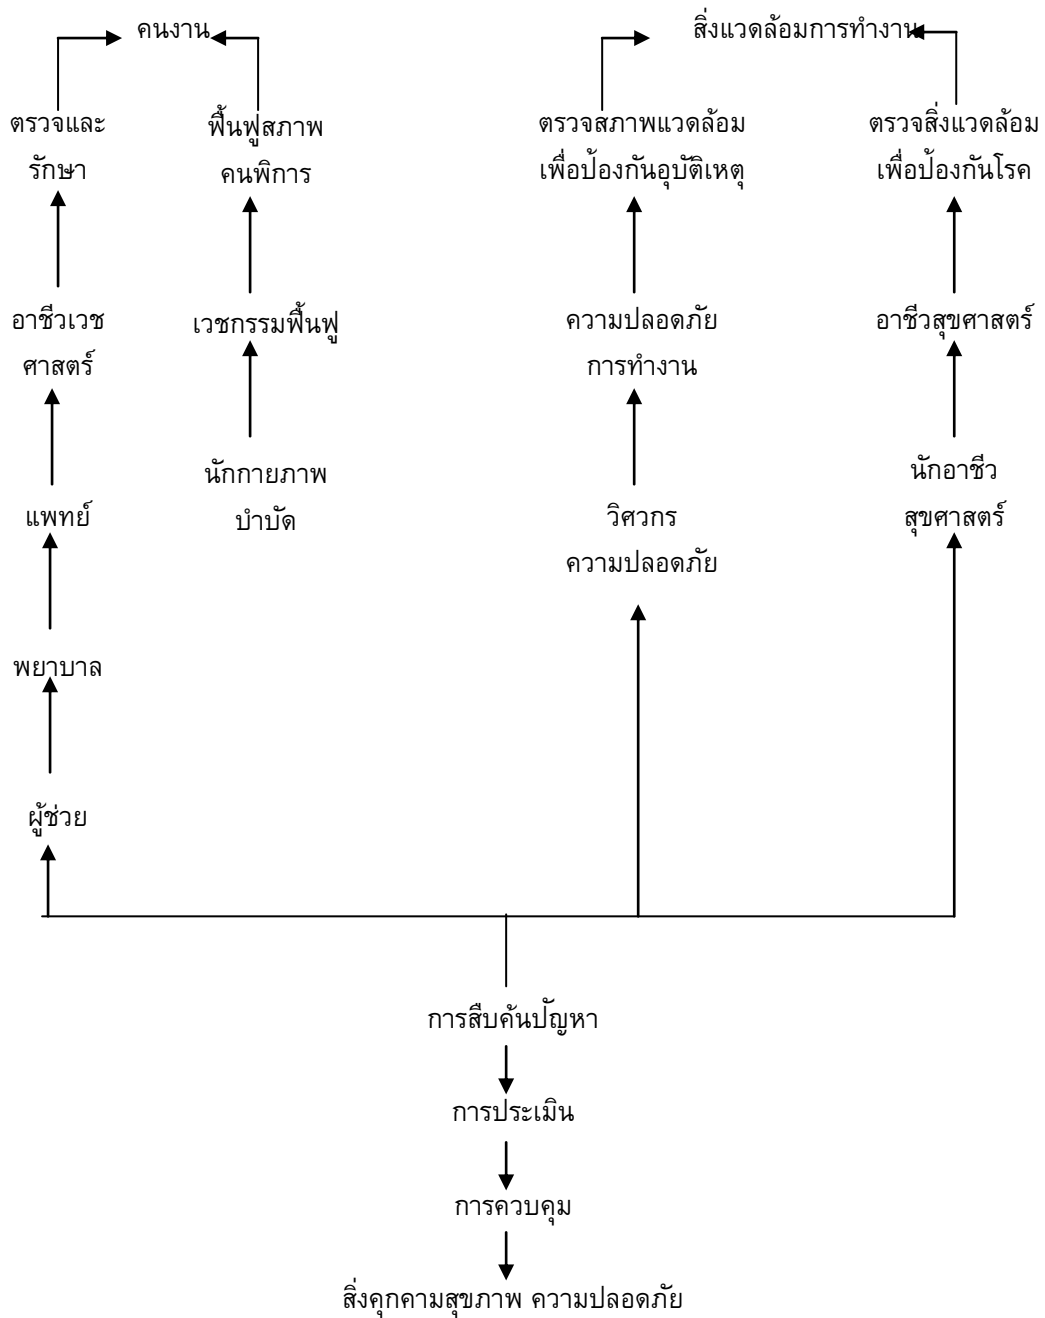 คนงาน
สิ่งแวดล้อมการทำงาน
ตรวจและ
รักษา
ฟื้นฟูสภาพ
คนพิการ
ตรวจสภาพแวดล้อม
เพื่อป้องกันอุบัติเหตุ
ตรวจสิ่งแวดล้อม
เพื่อป้องกันโรค
อาชีวเวช
ศาสตร์
เวชกรรมฟื้นฟู
ความปลอดภัย
การทำงาน
อาชีวสุขศาสตร์
แพทย์
นักกายภาพ
บำบัด
วิศวกร
ความปลอดภัย
นักอาชีว
สุขศาสตร์
พยาบาล
ผู้ช่วย
การสืบค้นปัญหา
การประเมิน
การควบคุม
สิ่งคุกคามสุขภาพ ความปลอดภัย